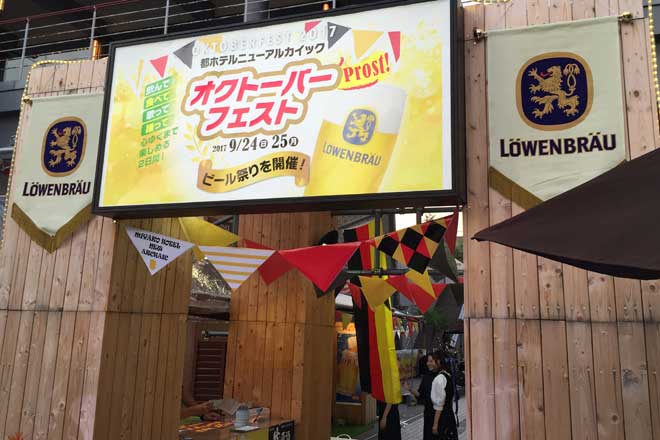 OKTOBERFEST 2017
都ホテルニューアルカイック
オクトーバー
フェスト
Prost!
飲んで
食べて
歌って
踊って
心ゆくまで
楽しめる
2日間!
2017 9/24日 25月
ビール祭りを開催!
LÖWENBRÄU
LÖWENBRÄU
LÖWENBRÄU
MIYAKO HOTEL
NEW
ARCHAIC